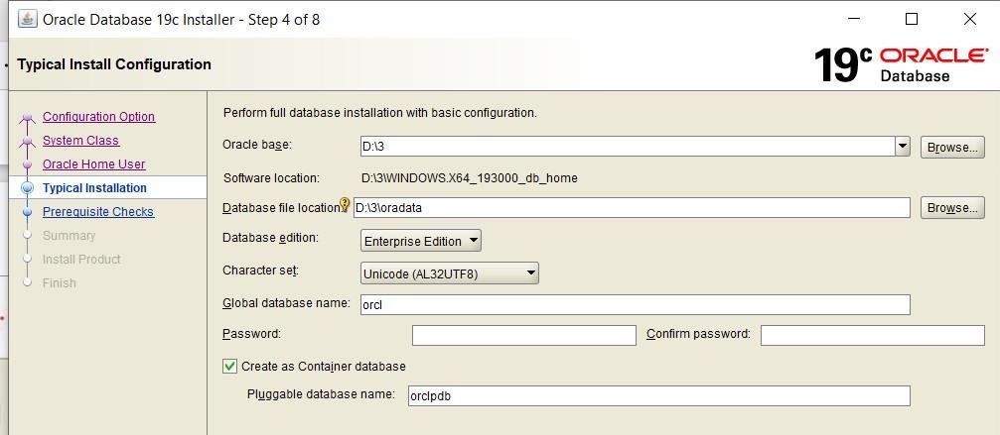 Oracle Database 19c Installer - Step 4 of 8
Typical Install Configuration
19c ORACLE
Database
Configuration Option
System Class
Oracle Home User
Typical Installation
Prerequisite Checks
Summary
Install Product
Finish
Perform full database installation with basic configuration.
Oracle base: D:\3 Browse...
Software location: D:\3\WINDOWS.X64_193000_db_home
Database file location: D:\3\oradata Browse...
Database edition: Enterprise Edition
Character set: Unicode (AL32UTF8)
Global database name: orcl
Password: Confirm password:
Create as Container database
Pluggable database name: orclpdb